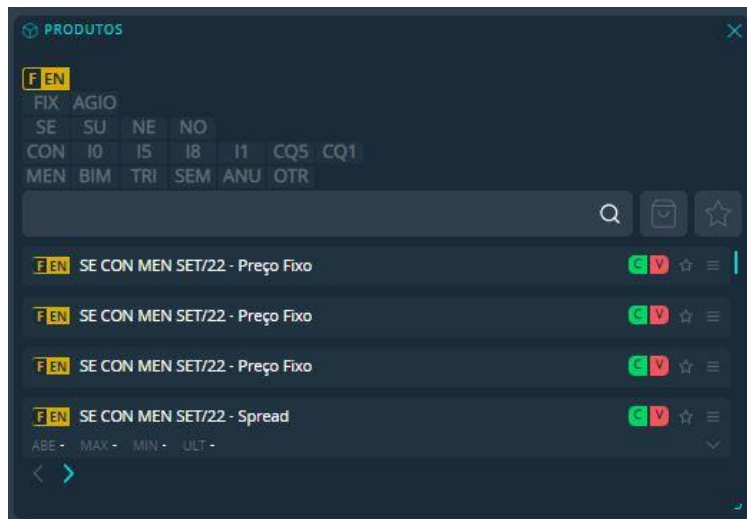 PRODUTOS
F EN
FIX AGIO
SE SU NE NO
CON I0 I5 I8 I1 CQ5 CQ1
MEN BIM TRI SEM ANU OTR
F EN SE CON MEN SET/22 - Preço Fixo C V
F EN SE CON MEN SET/22 - Preço Fixo C V
F EN SE CON MEN SET/22 - Preço Fixo C V
F EN SE CON MEN SET/22 - Spread C V
ABE - MAX - MIN - ULT -